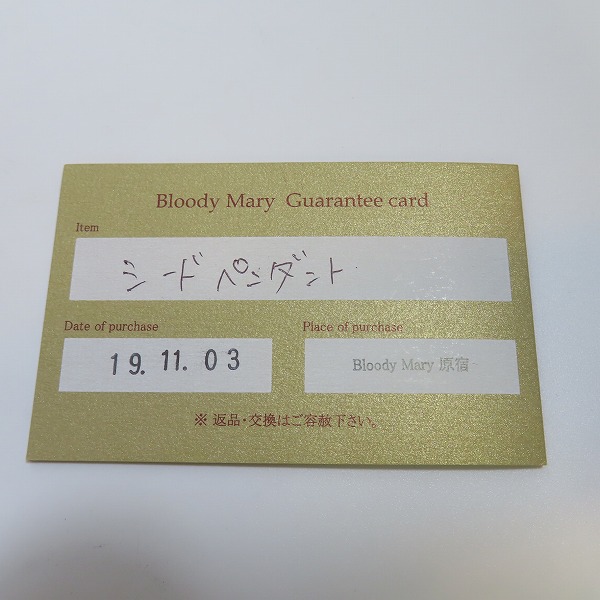 Bloody Mary Guarantee card
Item
シードペンダント
Date of purchase
Place of purchase
19.11.03
Bloody Mary 原宿
※ 返品・交換はご容赦下さい。